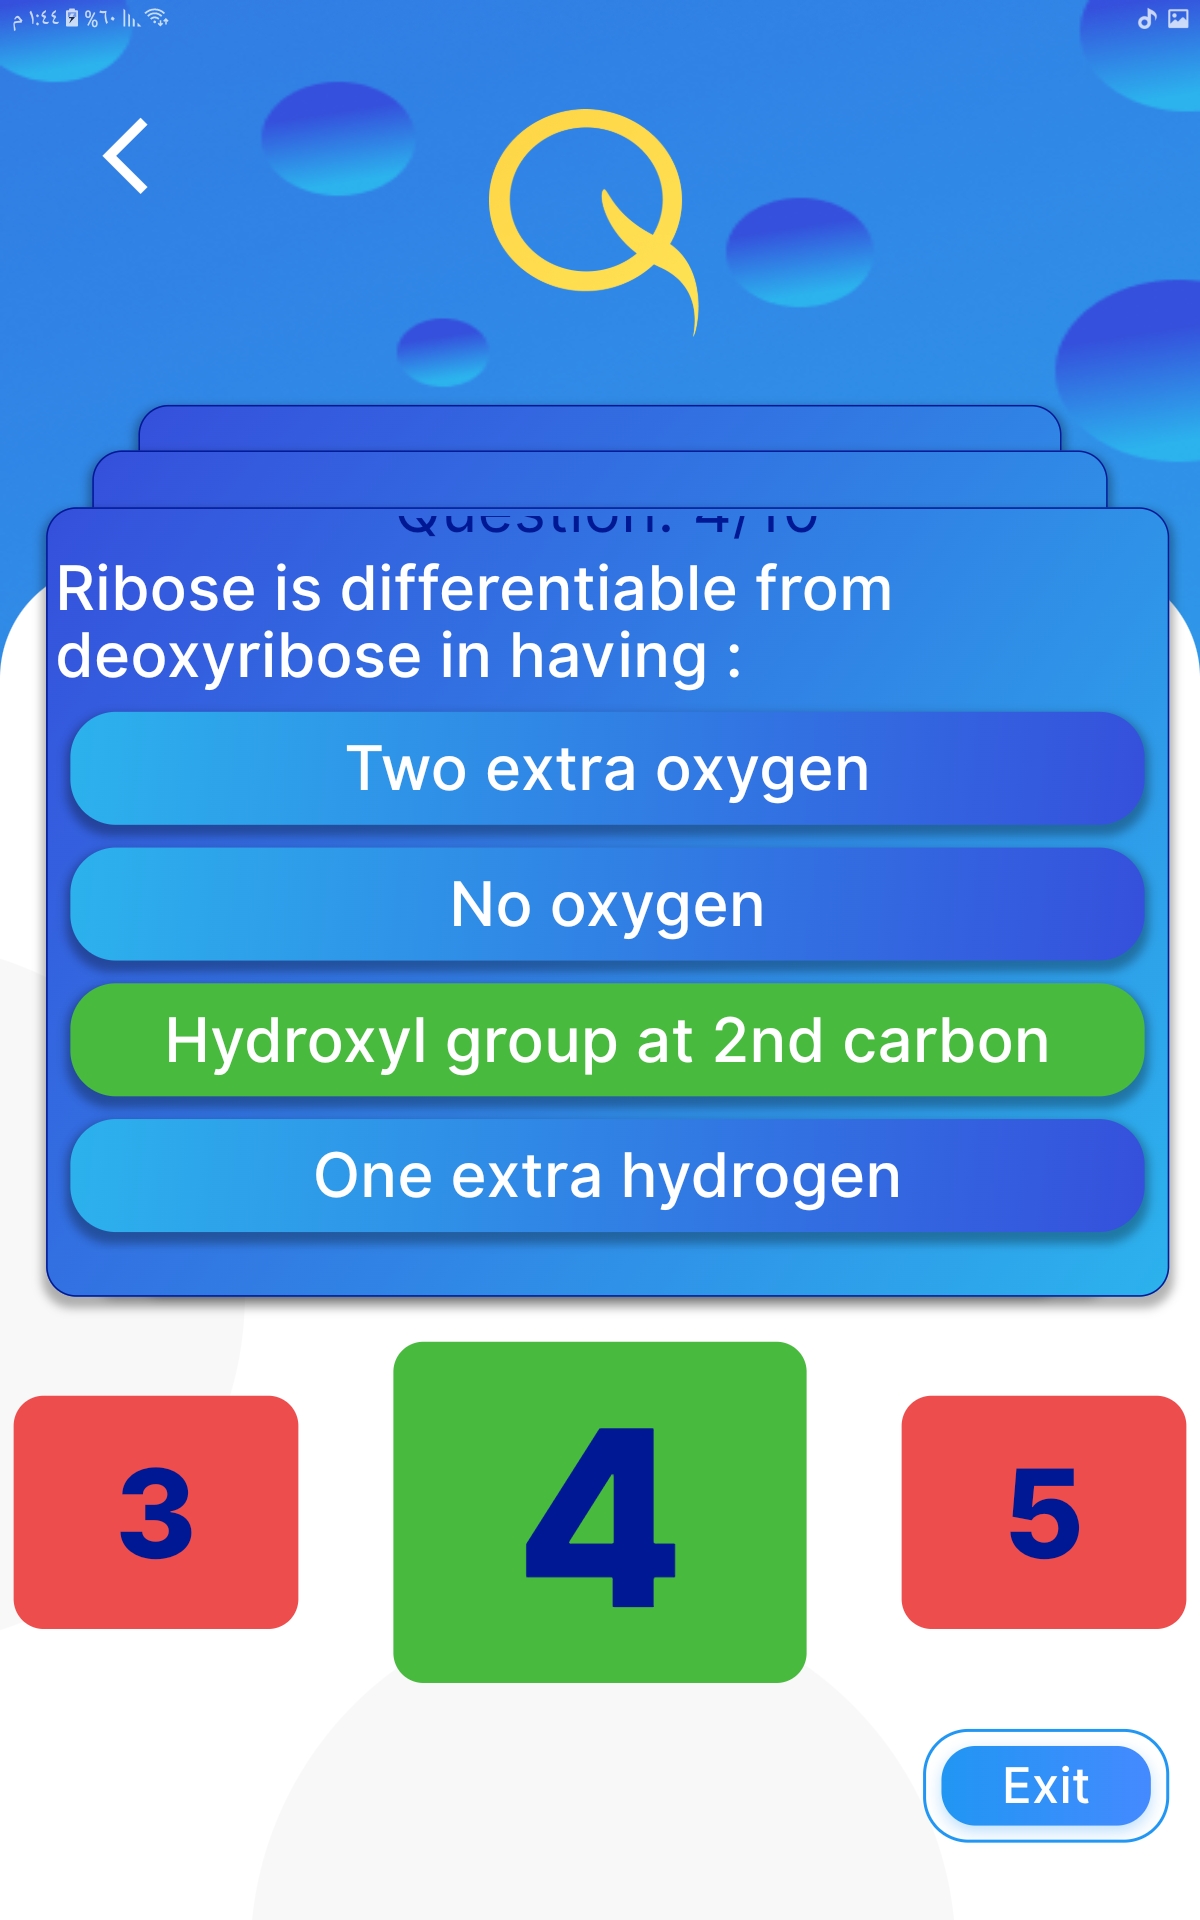 م ١:٤٤ %٦٠
Question: 4/10
Ribose is differentiable from
deoxyribose in having :
Two extra oxygen
No oxygen
Hydroxyl group at 2nd carbon
One extra hydrogen
3
4
5
Exit